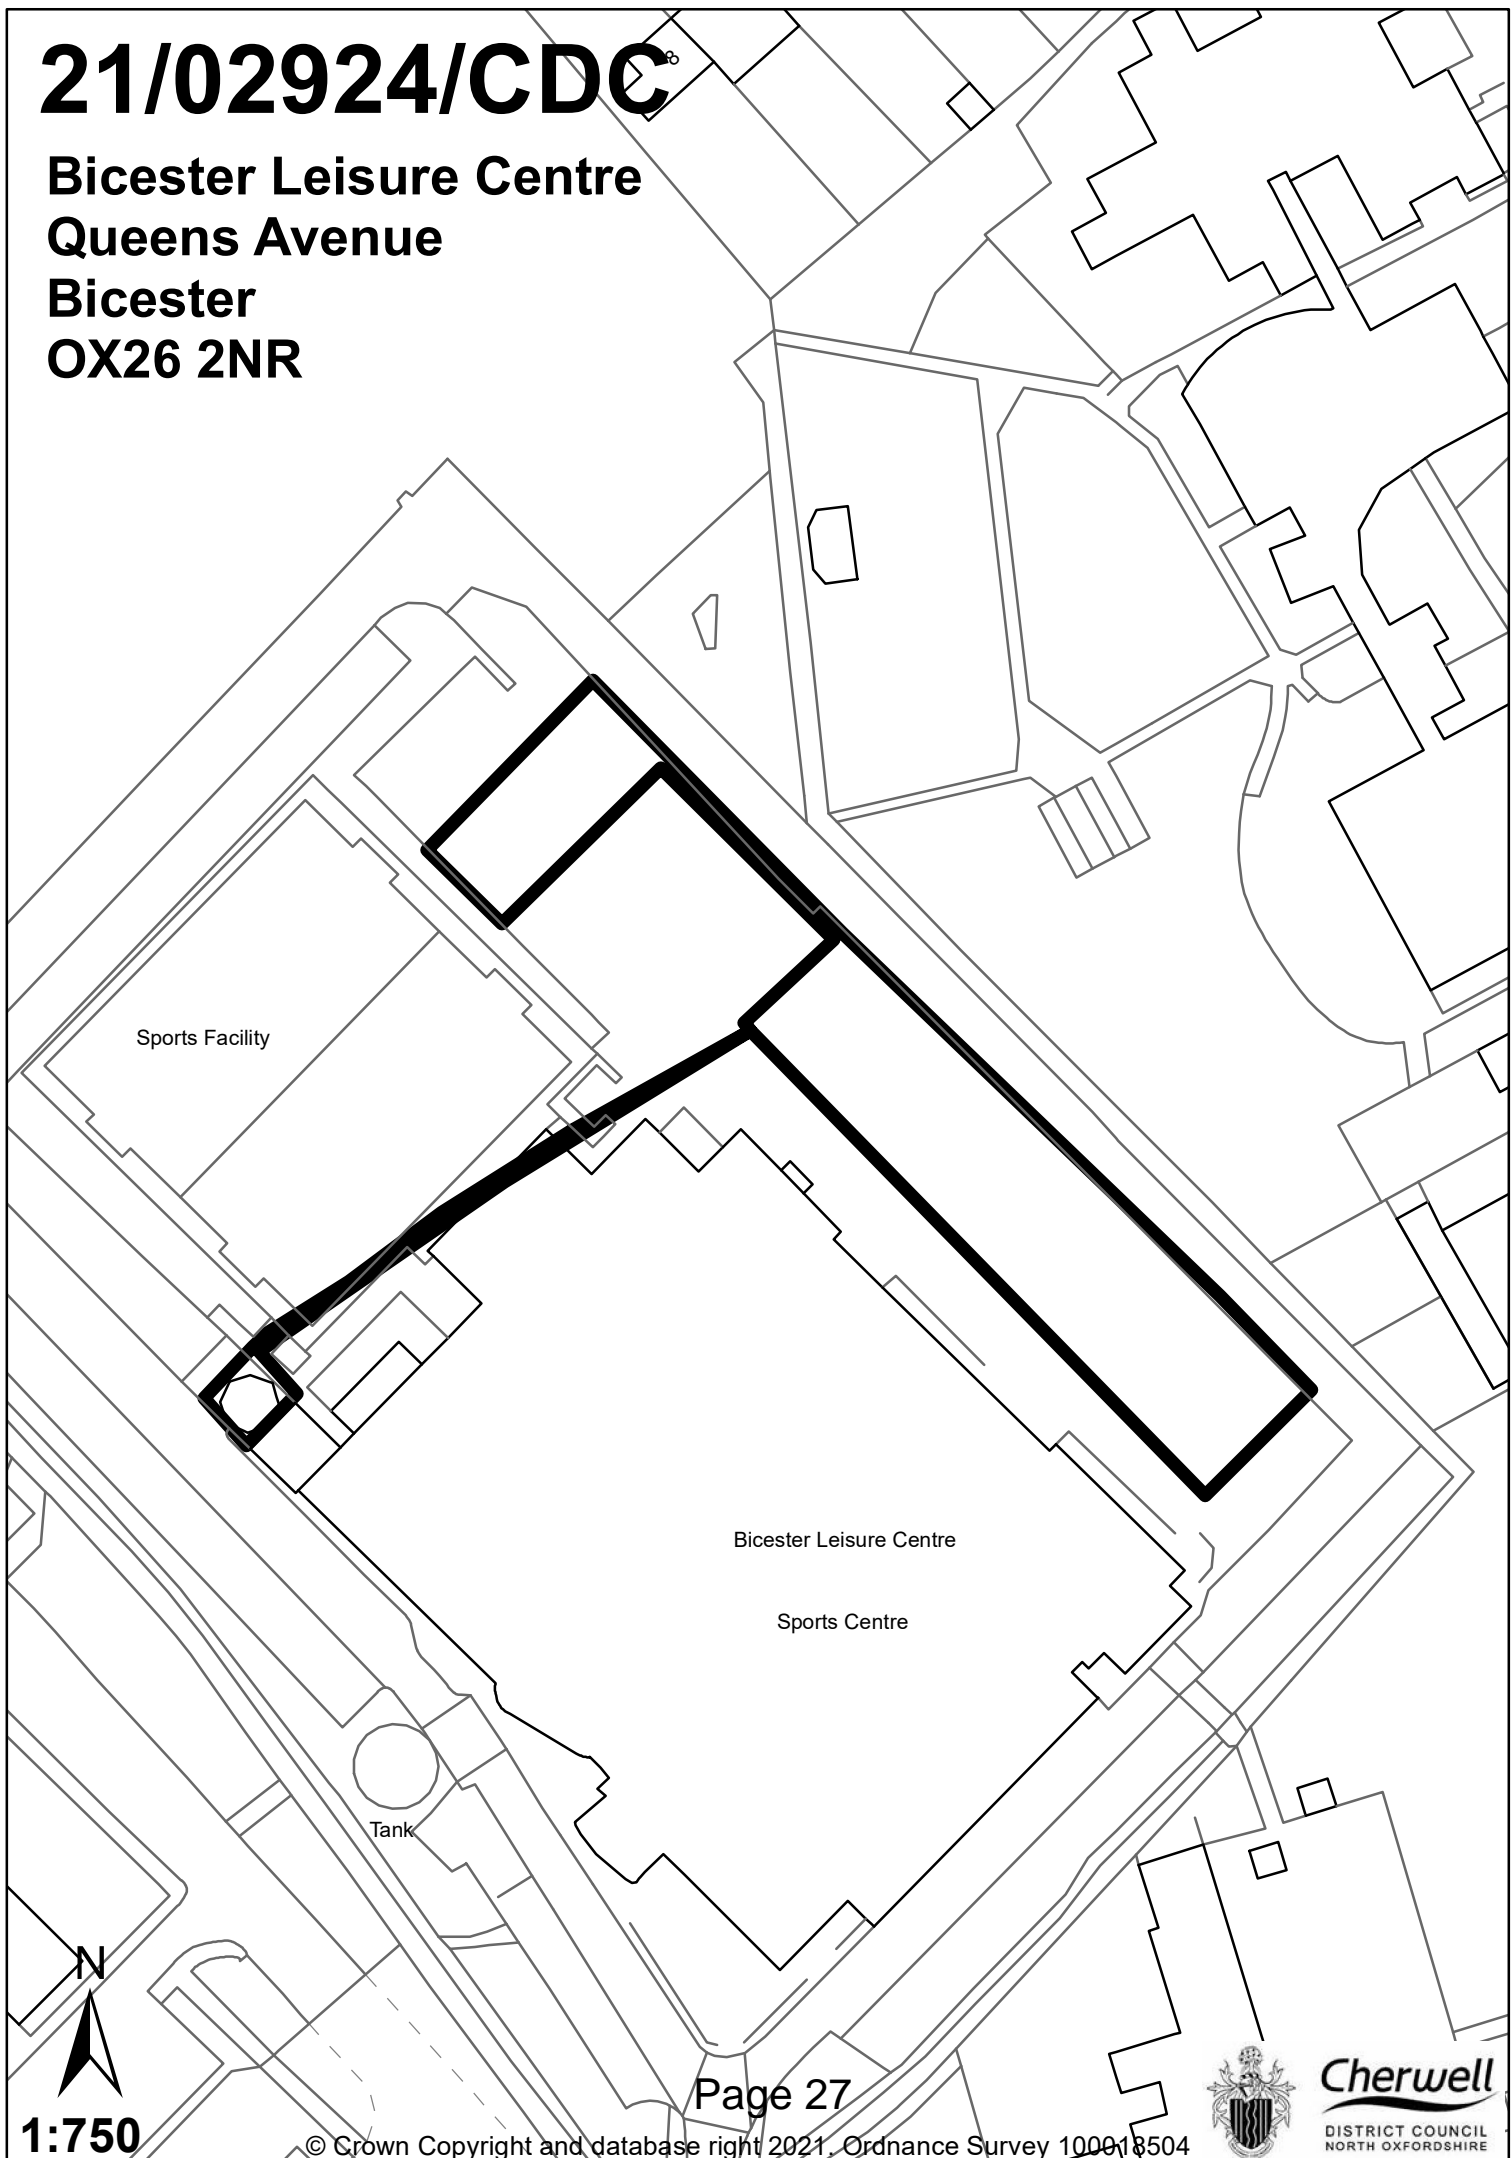 21/02924/CDC
8
Bicester Leisure Centre
Queens Avenue
Bicester
OX26 2NR
Sports Facility
Bicester Leisure Centre
Sports Centre
Tank
N
1:750
Page 27
© Crown Copyright and database right 2021. Ordnance Survey 100018504
Cherwell
DISTRICT COUNCIL
NORTH OXFORDSHIRE